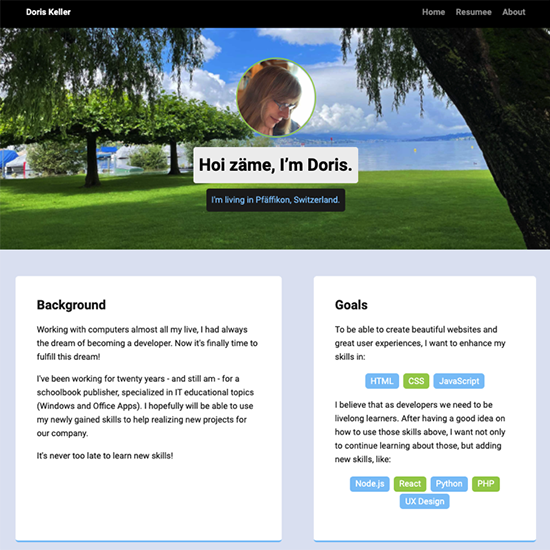 Doris Keller
Home Resumee About
Hoi zäme, I'm Doris.
I'm living in Pfäffikon, Switzerland.
Background
Working with computers almost all my live, I had always
the dream of becoming a developer. Now it's finally time to
fulfill this dream!
I've been working for twenty years - and still am - for a
schoolbook publisher, specialized in IT educational topics
(Windows and Office Apps). I hopefully will be able to use
my newly gained skills to help realizing new projects for
our company.
It's never too late to learn new skills!
Goals
To be able to create beautiful websites and
great user experiences, I want to enhance my
skills in:
HTML CSS JavaScript
I believe that as developers we need to be
livelong learners. After having a good idea on
how to use those skills above, I want not only
to continue learning about those, but adding
new skills, like:
Node.js React Python PHP
UX Design